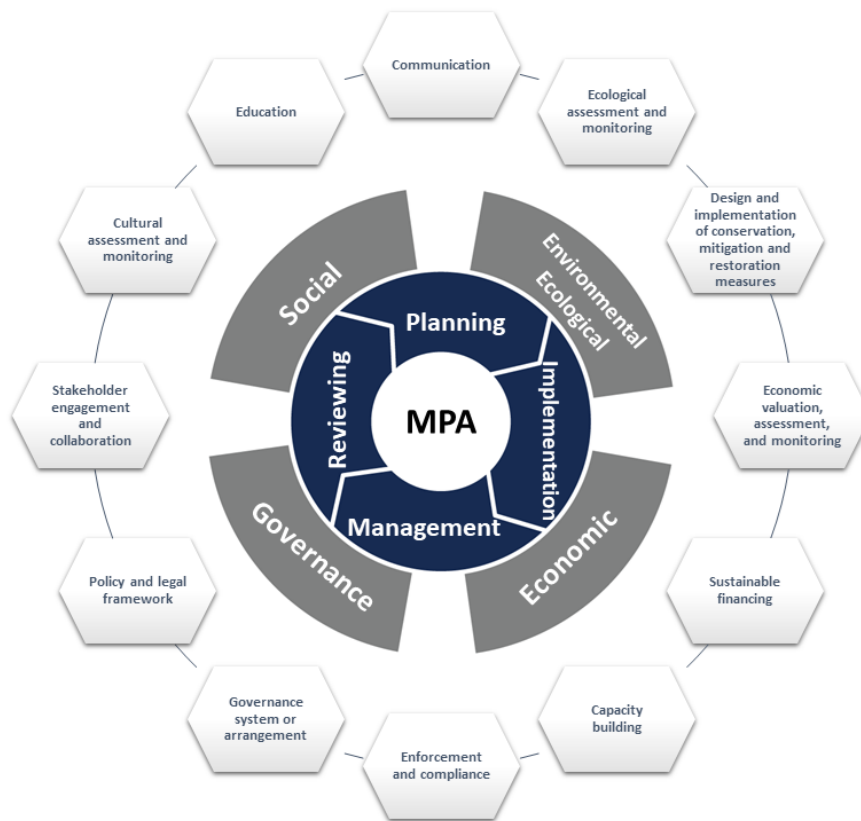 Communication
Ecological
assessment and
monitoring
Design and
implementation
of conservation,
mitigation and
restoration
measures
Economic
valuation,
assessment,
and monitoring
Sustainable
financing
Capacity
building
Enforcement
and compliance
Governance
system or
arrangement
Policy and legal
framework
Stakeholder
engagement
and
collaboration
Cultural
assessment and
monitoring
Education
Social
Environmental
Ecological
Economic
Governance
Planning
Implementation
Management
Reviewing
MPA